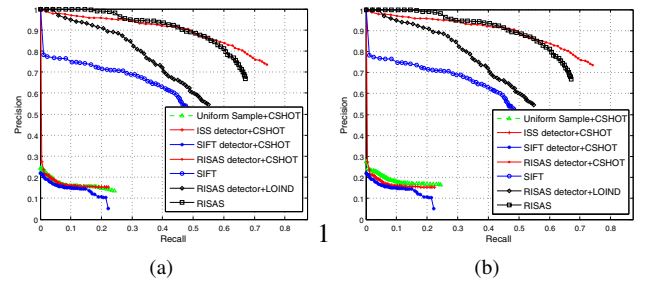 1
0.9
0.8
0.7
0.6
0.5
0.4
0.3
0.2
0.1
0
Precision
0 0.1 0.2 0.3 0.4 0.5 0.6 0.7 0.8
Recall
Uniform Sample+CSHOT
ISS detector+CSHOT
SIFT detector+CSHOT
RISAS detector+CSHOT
SIFT
RISAS detector+LOIND
RISAS
(a)
1
1
0.9
0.8
0.7
0.6
0.5
0.4
0.3
0.2
0.1
0
Precision
0 0.1 0.2 0.3 0.4 0.5 0.6 0.7 0.8
Recall
Uniform Sample+CSHOT
ISS detector+CSHOT
SIFT detector+CSHOT
RISAS detector+CSHOT
SIFT
RISAS detector+LOIND
RISAS
(b)